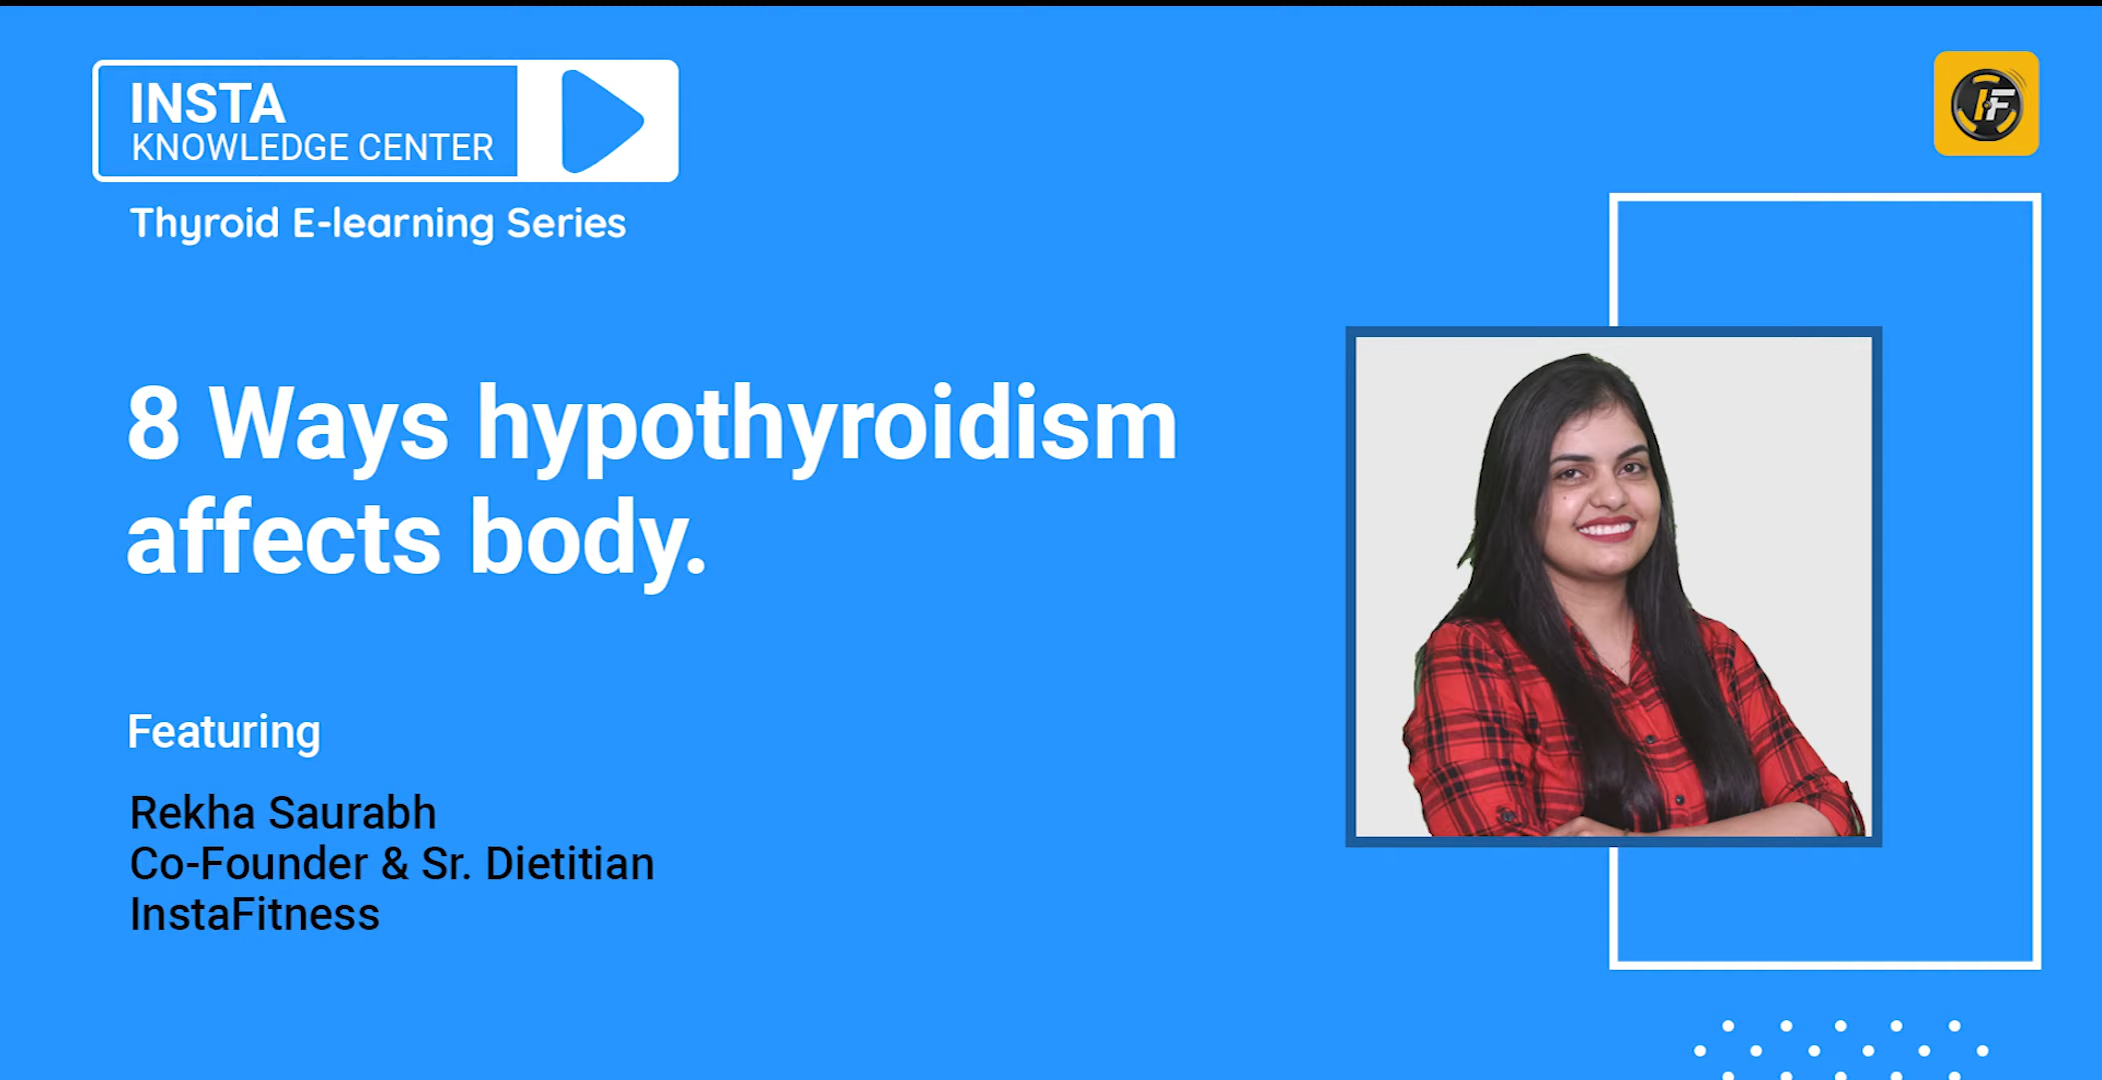 INSTA
KNOWLEDGE CENTER
Thyroid E-learning Series
IF
8 Ways hypothyroidism
affects body.
Featuring
Rekha Saurabh
Co-Founder & Sr. Dietitian
InstaFitness